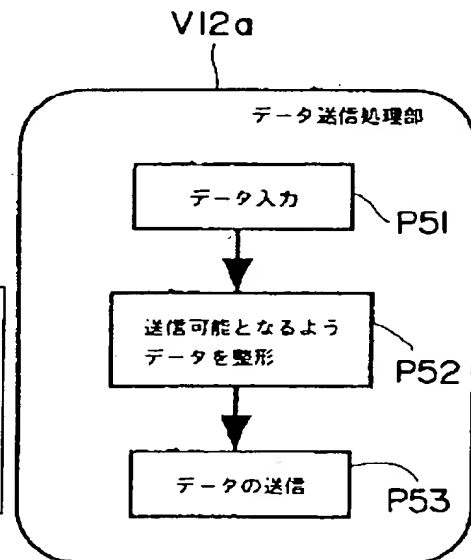 V12a
データ送信処理部
データ入力
P51
送信可能となるよう
データを整形
P52
データの送信
P53